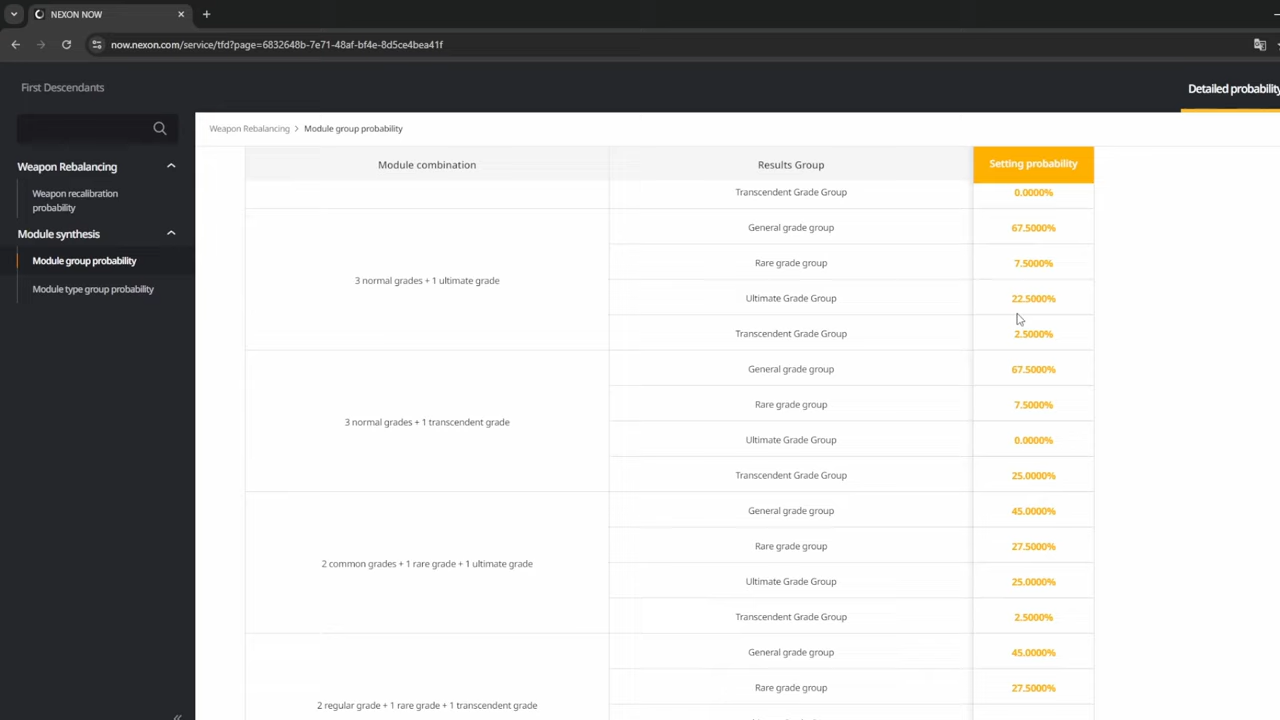 NEXON NOW
now.nexon.com/service/tfd?page=6832648b-7e71-48af-bf4e-8d5ce4bea41f
First Descendants
Detailed probability
Weapon Rebalancing > Module group probability
Weapon Rebalancing
Weapon recalibration
probability
Module synthesis
Module group probability
Module type group probability
Module combination Results Group Setting probability
Transcendent Grade Group 0.0000%
General grade group 67.5000%
Rare grade group 7.5000%
3 normal grades + 1 ultimate grade
Ultimate Grade Group 22.5000%
Transcendent Grade Group 2.5000%
General grade group 67.5000%
Rare grade group 7.5000%
3 normal grades + 1 transcendent grade
Ultimate Grade Group 0.0000%
Transcendent Grade Group 25.0000%
General grade group 45.0000%
Rare grade group 27.5000%
2 common grades + 1 rare grade + 1 ultimate grade
Ultimate Grade Group 25.0000%
Transcendent Grade Group 2.5000%
General grade group 45.0000%
Rare grade group 27.5000%
2 regular grade + 1 rare grade + 1 transcendent grade